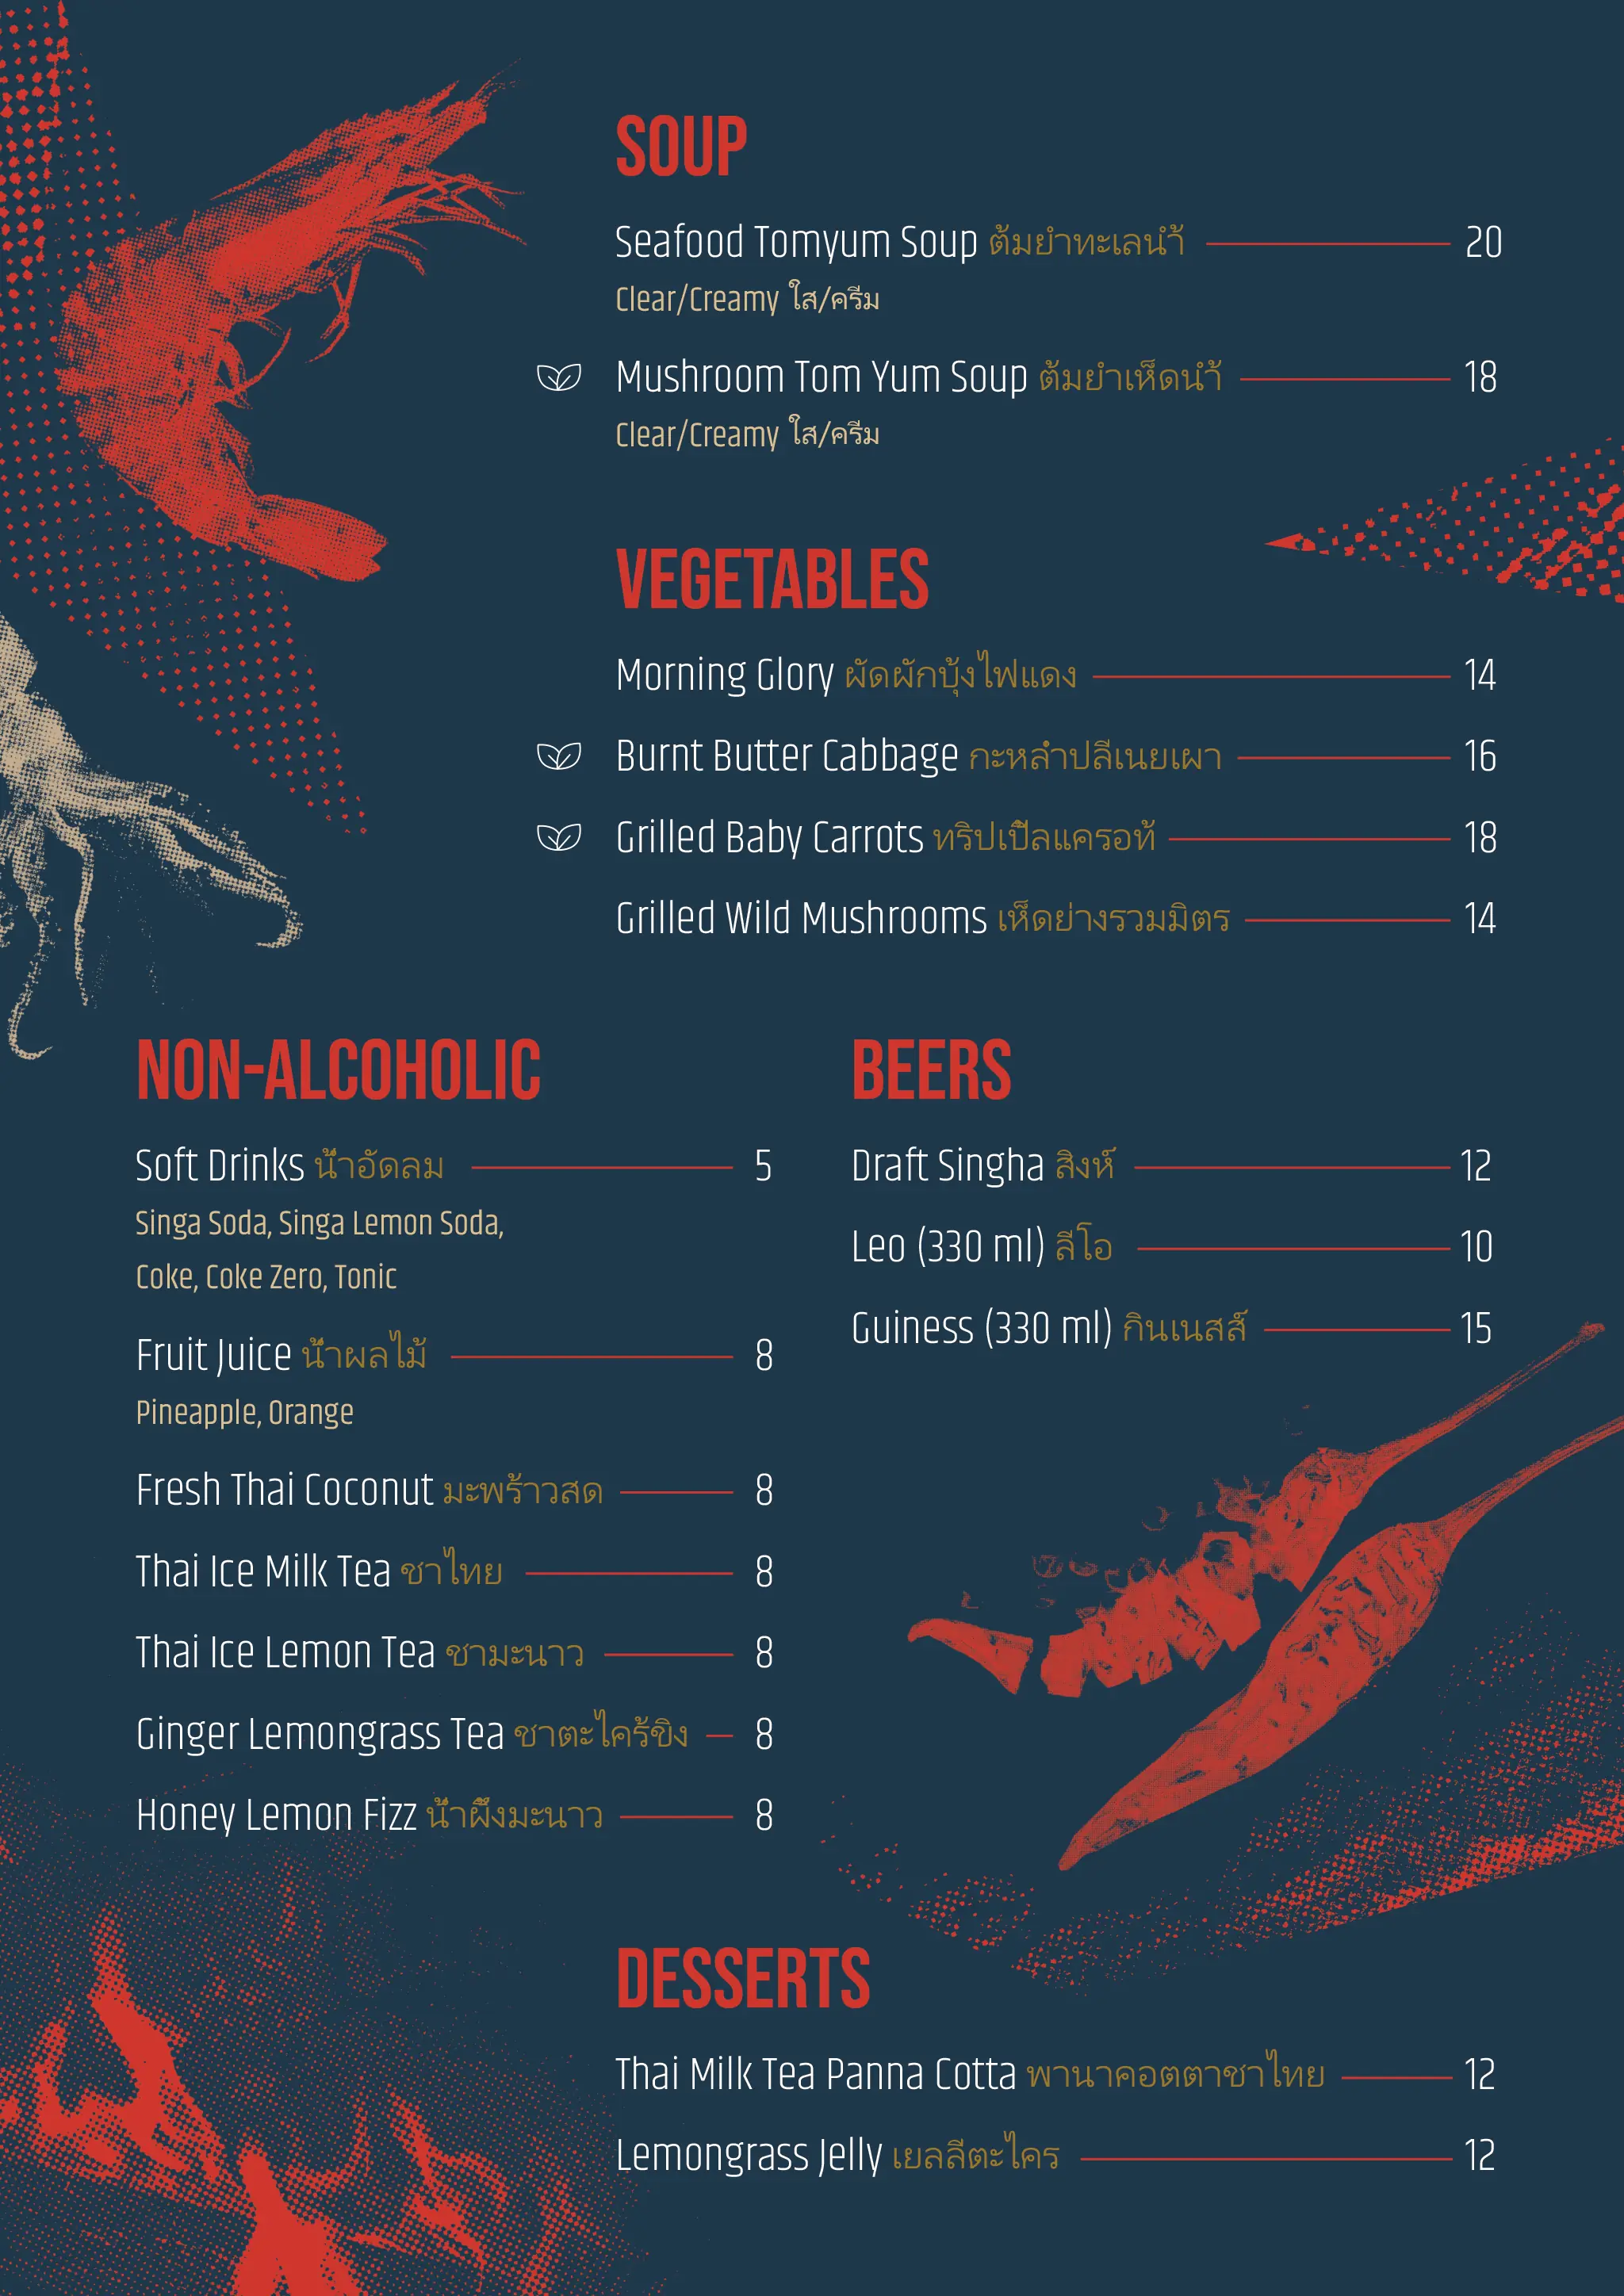 SOUP
Seafood Tomyum Soup ต้มยำทะเลนำ้ 20
Clear/Creamy ใส/ครีม
Mushroom Tom Yum Soup ต้มยำเห็ดนำ้ 18
Clear/Creamy ใส/ครีม
VEGETABLES
Morning Glory ผัดผักบุ้งไฟแดง 14
Burnt Butter Cabbage กะหลำปลีเนยเผา 16
Grilled Baby Carrots ทริปเปิ้ลแครอท้ 18
Grilled Wild Mushrooms เห็ดย่างรวมมิตร 14
NON-ALCOHOLIC
Soft Drinks น้ำอัดลม 5
Singa Soda, Singa Lemon Soda,
Coke, Coke Zero, Tonic
Fruit Juice น้ำผลไม้ 8
Pineapple, Orange
Fresh Thai Coconut มะพร้าวสด 8
Thai Ice Milk Tea ชาไทย 8
Thai Ice Lemon Tea ชามะนาว 8
Ginger Lemongrass Tea ชาตะไคร้ขิง 8
Honey Lemon Fizz น้ำผึ้งมะนาว 8
BEERS
Draft Singha สิงห์ 12
Leo (330 ml) ลีโอ 10
Guiness (330 ml) กินเนสส์ 15
DESSERTS
Thai Milk Tea Panna Cotta พานาคอตตาชาไทย 12
Lemongrass Jelly เยลลีตะไคร 12